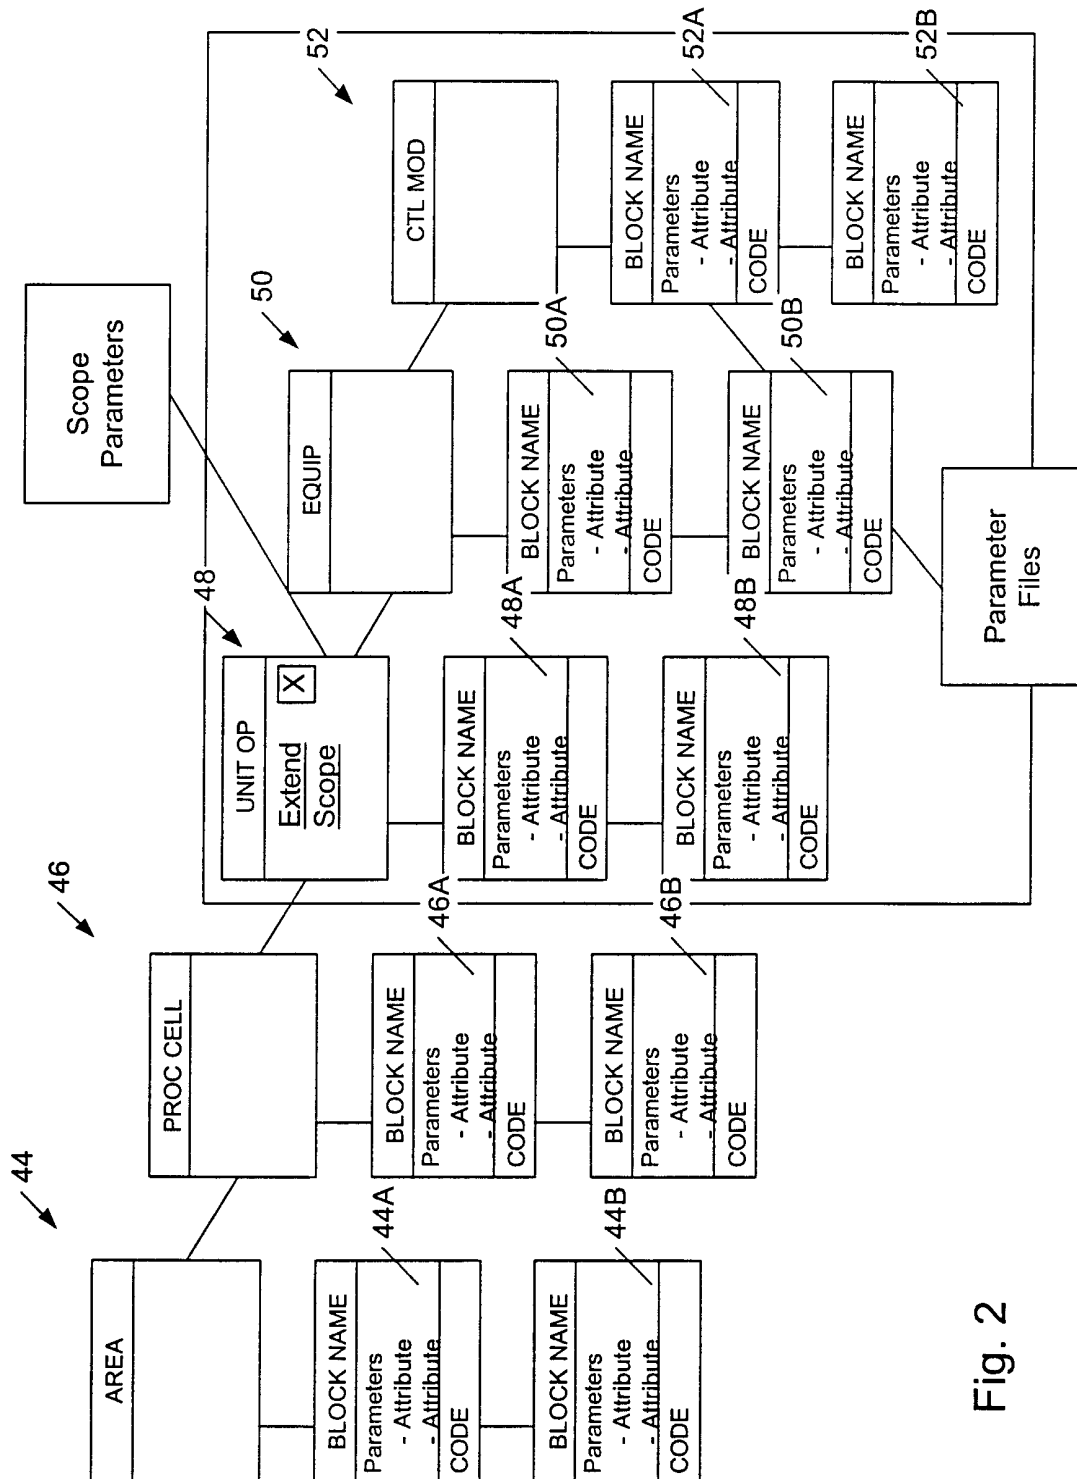 44
AREA
BLOCK NAME
Parameters
- Attribute
- Attribute
CODE
44A
BLOCK NAME
Parameters
- Attribute
- Attribute
CODE
44B
46
PROC CELL
BLOCK NAME
Parameters
- Attribute
- Attribute
CODE
46A
BLOCK NAME
Parameters
- Attribute
- Attribute
CODE
46B
48
UNIT OP
Extend
Scope
X
BLOCK NAME
Parameters
- Attribute
- Attribute
CODE
48A
BLOCK NAME
Parameters
- Attribute
- Attribute
CODE
48B
Scope
Parameters
50
EQUIP
BLOCK NAME
Parameters
- Attribute
- Attribute
CODE
50A
BLOCK NAME
Parameters
- Attribute
- Attribute
CODE
50B
52
CTL MOD
BLOCK NAME
Parameters
- Attribute
- Attribute
CODE
52A
BLOCK NAME
Parameters
- Attribute
- Attribute
CODE
52B
Parameter
Files
Fig. 2